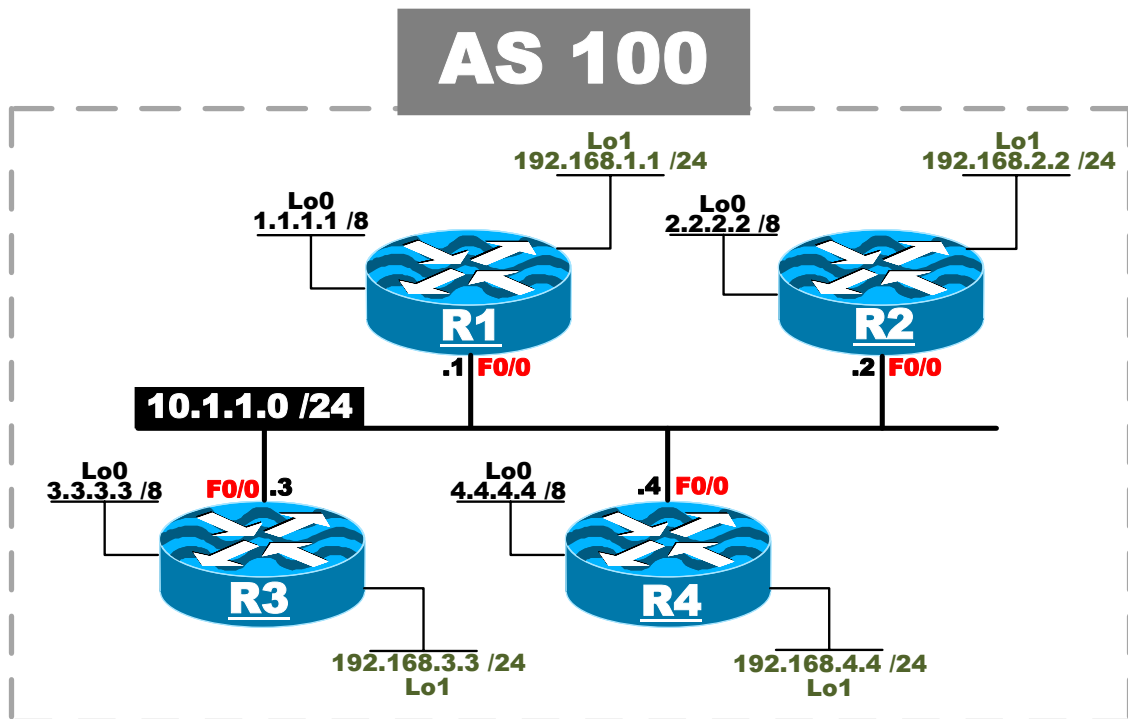 AS 100
Lo1
192.168.1.1 /24
Lo1
192.168.2.2 /24
Lo0
1.1.1.1 /8
Lo0
2.2.2.2 /8
R1
R2
.1 F0/0
.2 F0/0
10.1.1.0 /24
Lo0
3.3.3.3 /8
F0/0 .3
Lo0
4.4.4.4 /8
.4 F0/0
R3
R4
192.168.3.3 /24
Lo1
192.168.4.4 /24
Lo1